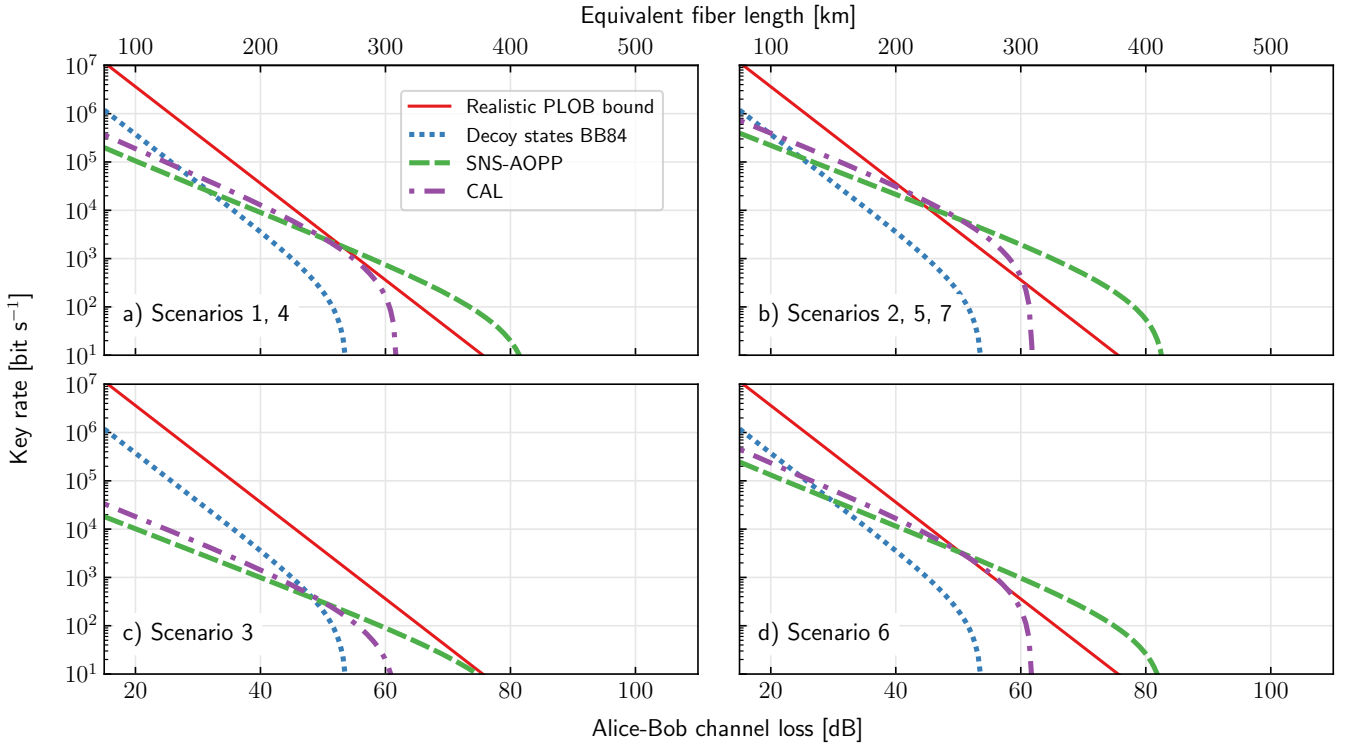 Equivalent fiber length [km]
100 200 300 400 500
100 200 300 400 500
10^7
10^6
10^5
10^4
10^3
10^2
10^1
Realistic PLOB bound
Decoy states BB84
SNS-AOPP
CAL
a) Scenarios 1, 4
b) Scenarios 2, 5, 7
Key rate [bit s^−1]
10^7
10^6
10^5
10^4
10^3
10^2
10^1
c) Scenario 3
d) Scenario 6
20 40 60 80 100
20 40 60 80 100
Alice-Bob channel loss [dB]